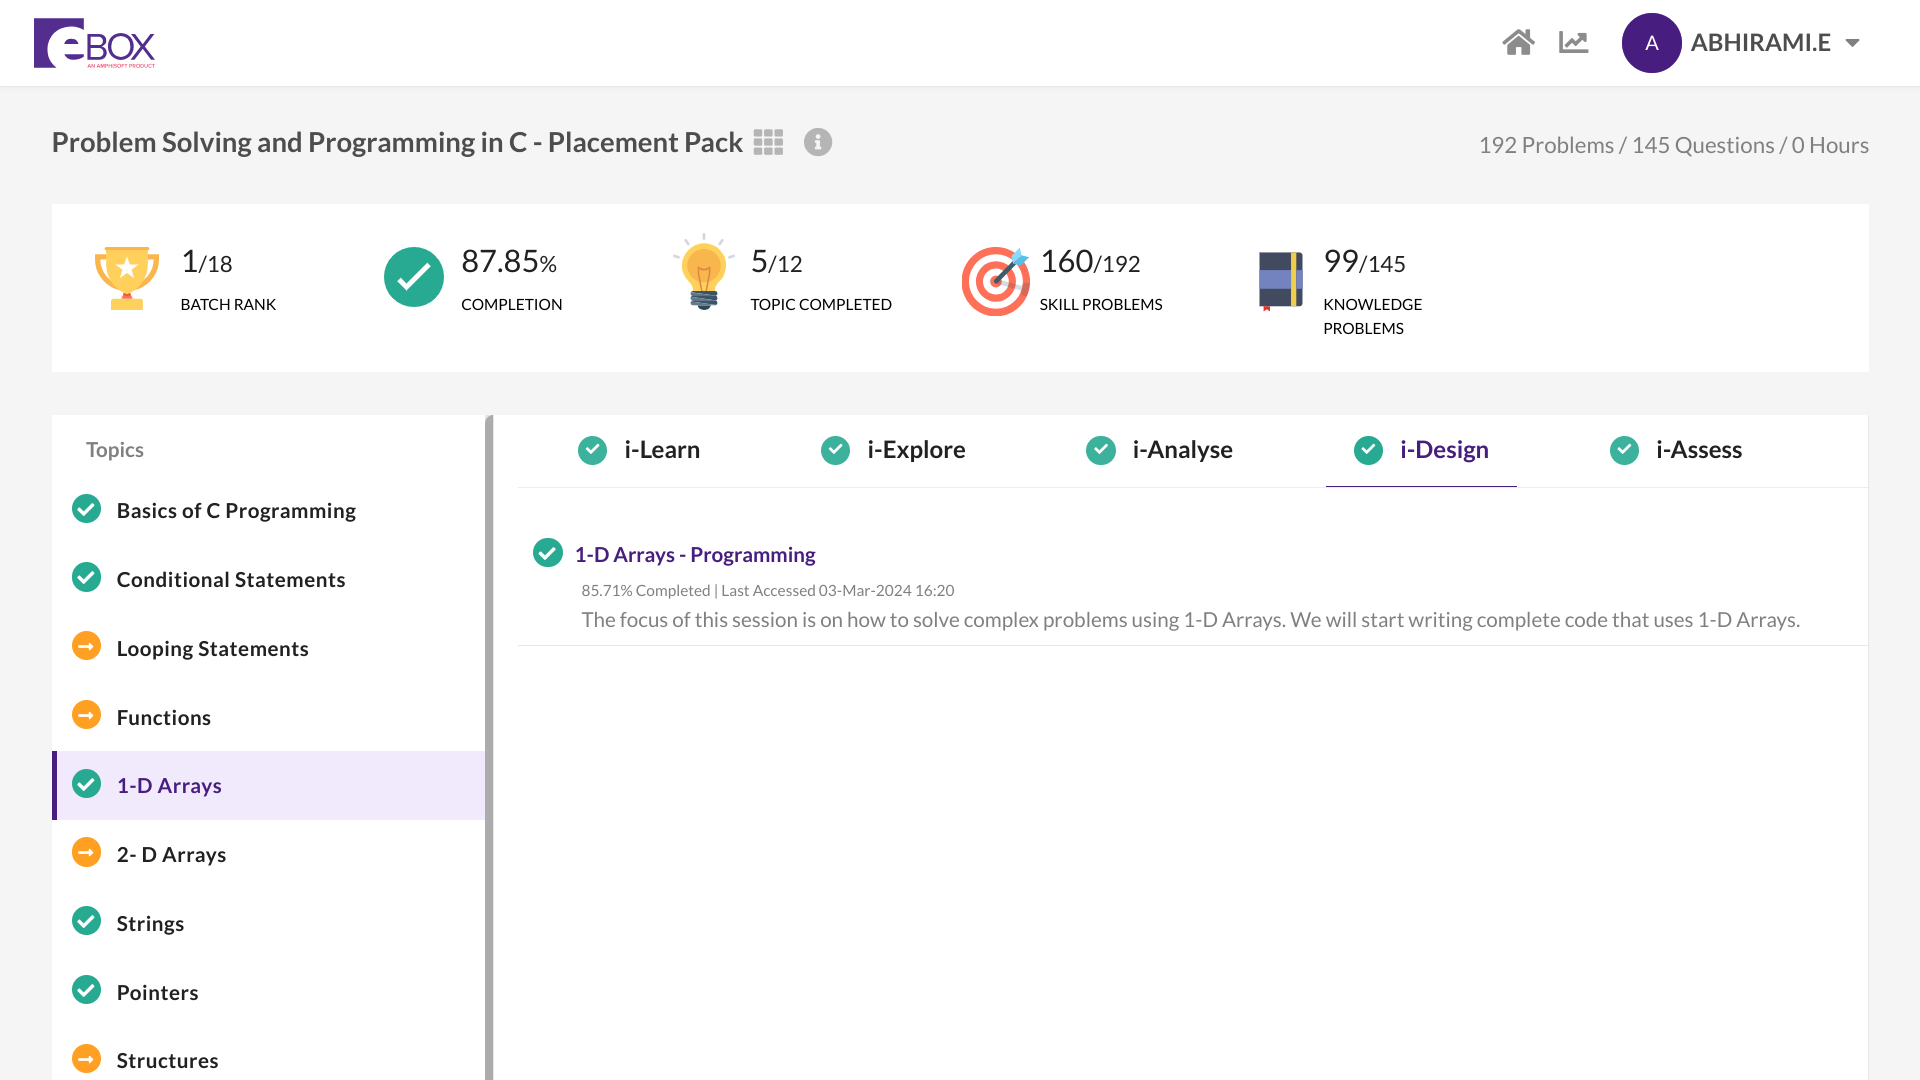 eBOX
AN AMPHISOFT PRODUCT
A
ABHIRAMI.E
Problem Solving and Programming in C - Placement Pack
192 Problems / 145 Questions / 0 Hours
1/18
BATCH RANK
87.85%
COMPLETION
5/12
TOPIC COMPLETED
160/192
SKILL PROBLEMS
99/145
KNOWLEDGE
PROBLEMS
Topics
Basics of C Programming
Conditional Statements
Looping Statements
Functions
1-D Arrays
2- D Arrays
Strings
Pointers
Structures
i-Learn
i-Explore
i-Analyse
i-Design
i-Assess
1-D Arrays - Programming
85.71% Completed | Last Accessed 03-Mar-2024 16:20
The focus of this session is on how to solve complex problems using 1-D Arrays. We will start writing complete code that uses 1-D Arrays.